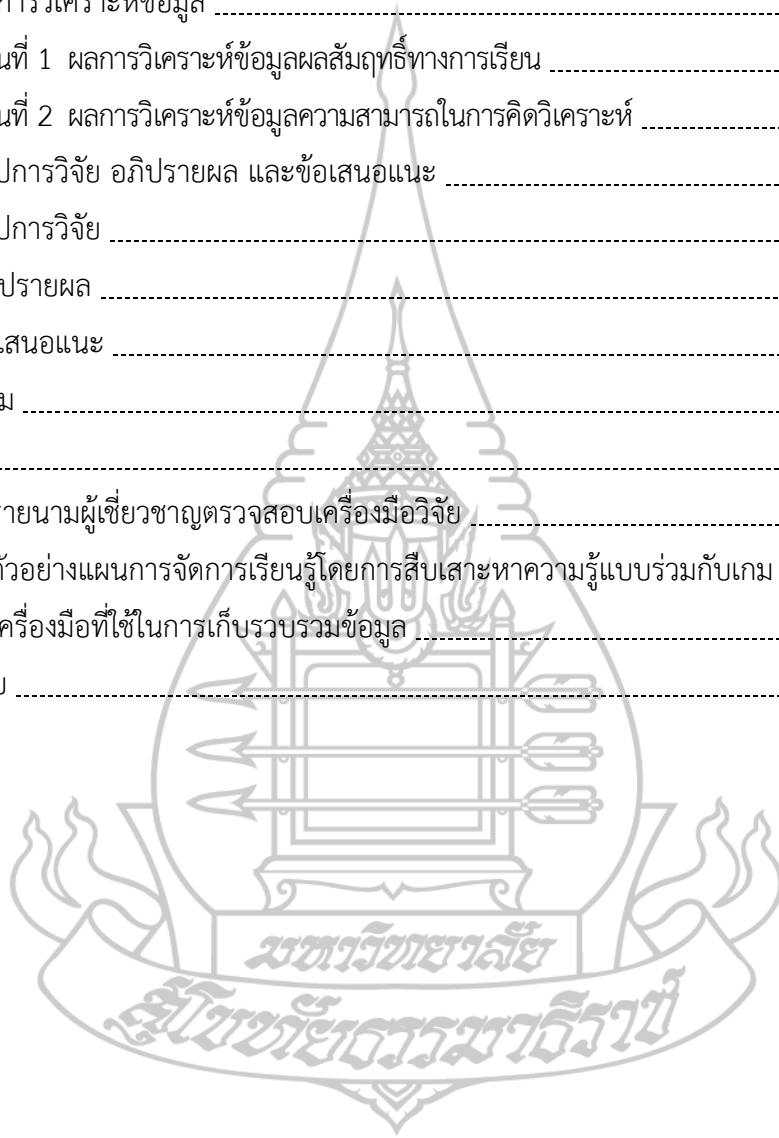 การวิเคราะห์ข้อมูล
นที่ 1 ผลการวิเคราะห์ข้อมูลผลสัมฤทธิ์ทางการเรียน
นที่ 2 ผลการวิเคราะห์ข้อมูลความสามารถในการคิดวิเคราะห์
ปการวิจัย อภิปรายผล และข้อเสนอแนะ
ปการวิจัย
ปรายผล
เสนอแนะ
ม
รายนามผู้เชี่ยวชาญตรวจสอบเครื่องมือวิจัย
ตัวอย่างแผนการจัดการเรียนรู้โดยการสืบเสาะหาความรู้แบบร่วมกับเกม
เครื่องมือที่ใช้ในการเก็บรวบรวมข้อมูล
ย
มหาวิทยาลัย
สุโขทัยธรรมาธิราช